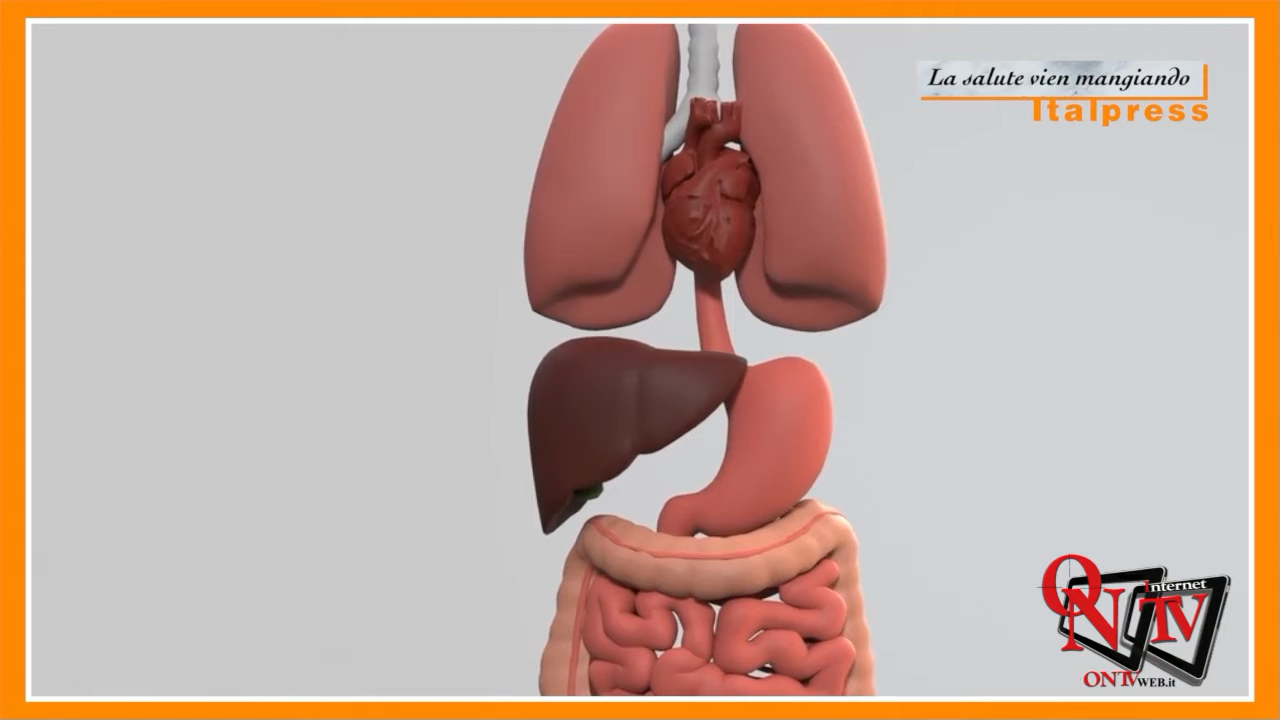 La salute vien mangiando
Italpress
ON
Internet
TV
ONTVWEB.it